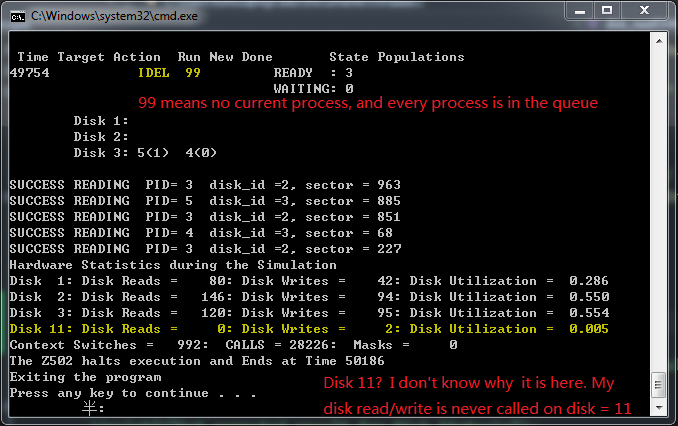 C:\Windows\system32\cmd.exe
Time Target Action Run New Done State Populations
49754 IDEL 99 READY : 3
WAITING: 0
99 means no current process, and every process is in the queue
Disk 1:
Disk 2:
Disk 3: 5(1) 4(0)
SUCCESS READING PID= 3 disk_id =2, sector = 963
SUCCESS READING PID= 5 disk_id =3, sector = 885
SUCCESS READING PID= 3 disk_id =2, sector = 851
SUCCESS READING PID= 4 disk_id =3, sector = 68
SUCCESS READING PID= 3 disk_id =2, sector = 227
Hardware Statistics during the Simulation
Disk 1: Disk Reads = 80: Disk Writes = 42: Disk Utilization = 0.286
Disk 2: Disk Reads = 146: Disk Writes = 94: Disk Utilization = 0.550
Disk 3: Disk Reads = 120: Disk Writes = 95: Disk Utilization = 0.554
Disk 11: Disk Reads = 0: Disk Writes = 2: Disk Utilization = 0.005
Context Switches = 992: CALLS = 28226: Masks = 0
The Z502 halts execution and Ends at Time 50186
Exiting the program
Press any key to continue . . .
Disk 11? I don't know why it is here. My
disk read/write is never called on disk = 11
半: